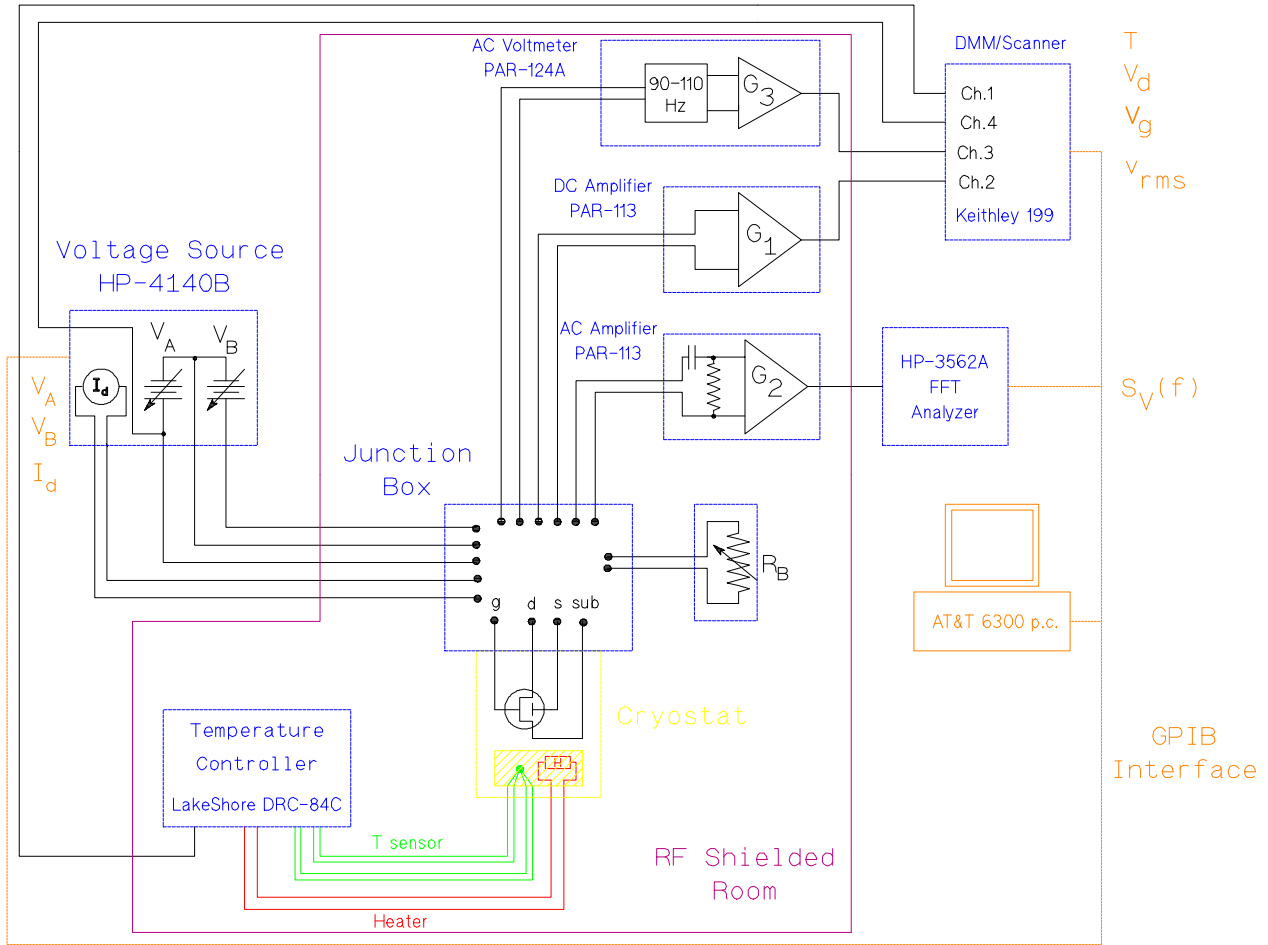 AC Voltmeter
PAR-124A
90-110
Hz
G3
DMM/Scanner
Ch.1
Ch.4
Ch.3
Ch.2
Keithley 199
T
Vd
Vg
vrms
DC Amplifier
PAR-113
G1
Voltage Source
HP-4140B
VA
VB
Id
VA
VB
Id
AC Amplifier
PAR-113
G2
HP-3562A
FFT
Analyzer
SV(f)
Junction
Box
g d s sub
RB
AT&T 6300 p.c.
Cryostat
H
Temperature
Controller
LakeShore DRC-84C
T sensor
Heater
RF Shielded
Room
GPIB
Interface